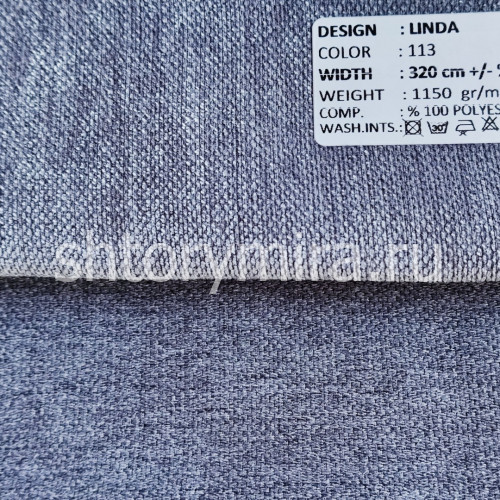 DESIGN : LINDA
COLOR : 113
WIDTH : 320 cm +/-
WEIGHT : 1150 gr/m
COMP. : % 100 POLYES
WASH.INTS.:
shtorymira.ru